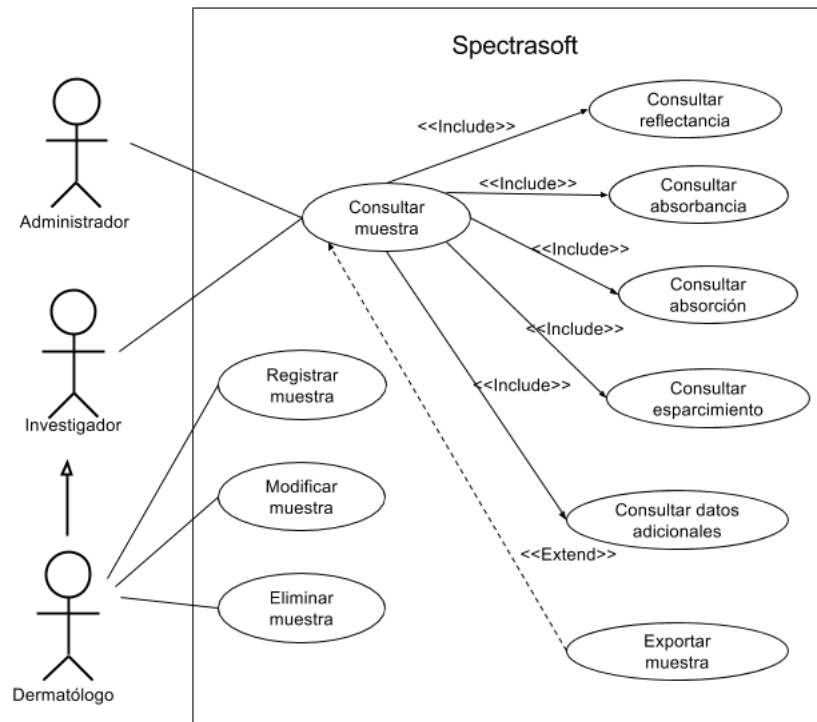 Spectrasoft
Consultar
reflectancia
<<Include>>
Consultar
absorbancia
<<Include>>
Administrador
Consultar
muestra
<<Include>>
Consultar
absorción
<<Include>>
Registrar
muestra
<<Include>>
Consultar
esparcimiento
Investigador
Modificar
muestra
Consultar datos
adicionales
<<Extend>>
Eliminar
muestra
Exportar
muestra
Dermatólogo